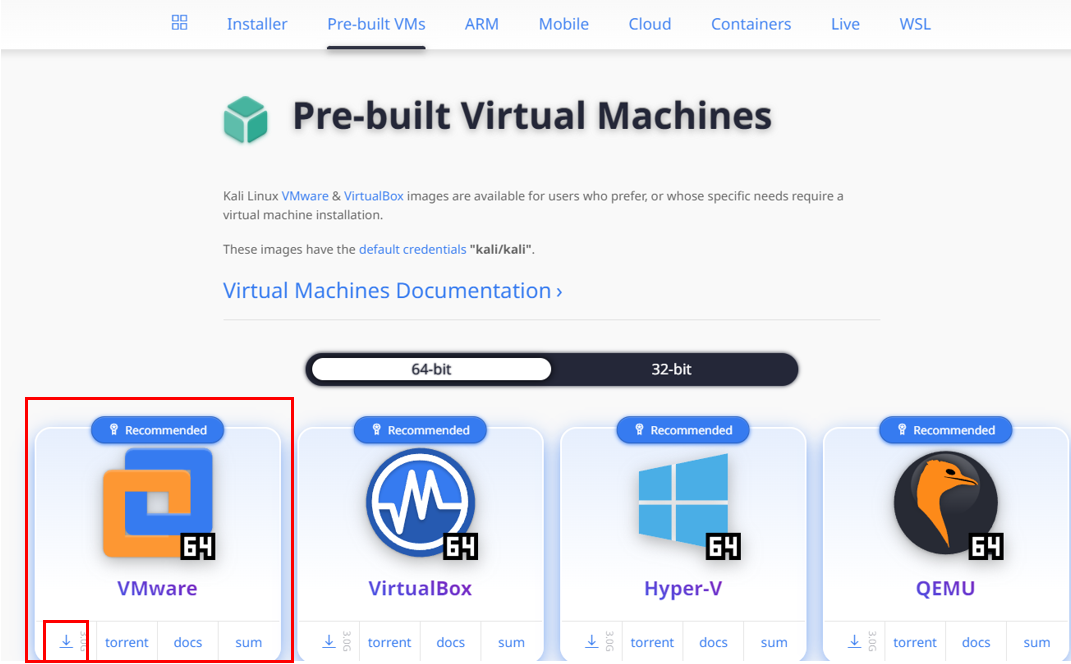 Installer Pre-built VMs ARM Mobile Cloud Containers Live WSL
Pre-built Virtual Machines
Kali Linux VMware & VirtualBox images are available for users who prefer, or whose specific needs require a
virtual machine installation.
These images have the default credentials "kali/kali".
Virtual Machines Documentation ›
64-bit 32-bit
Recommended Recommended Recommended Recommended
64 64 64 64
VMware VirtualBox Hyper-V QEMU
3.0G torrent docs sum 3.0G torrent docs sum 3.0G torrent docs sum 3.0G torrent docs sum